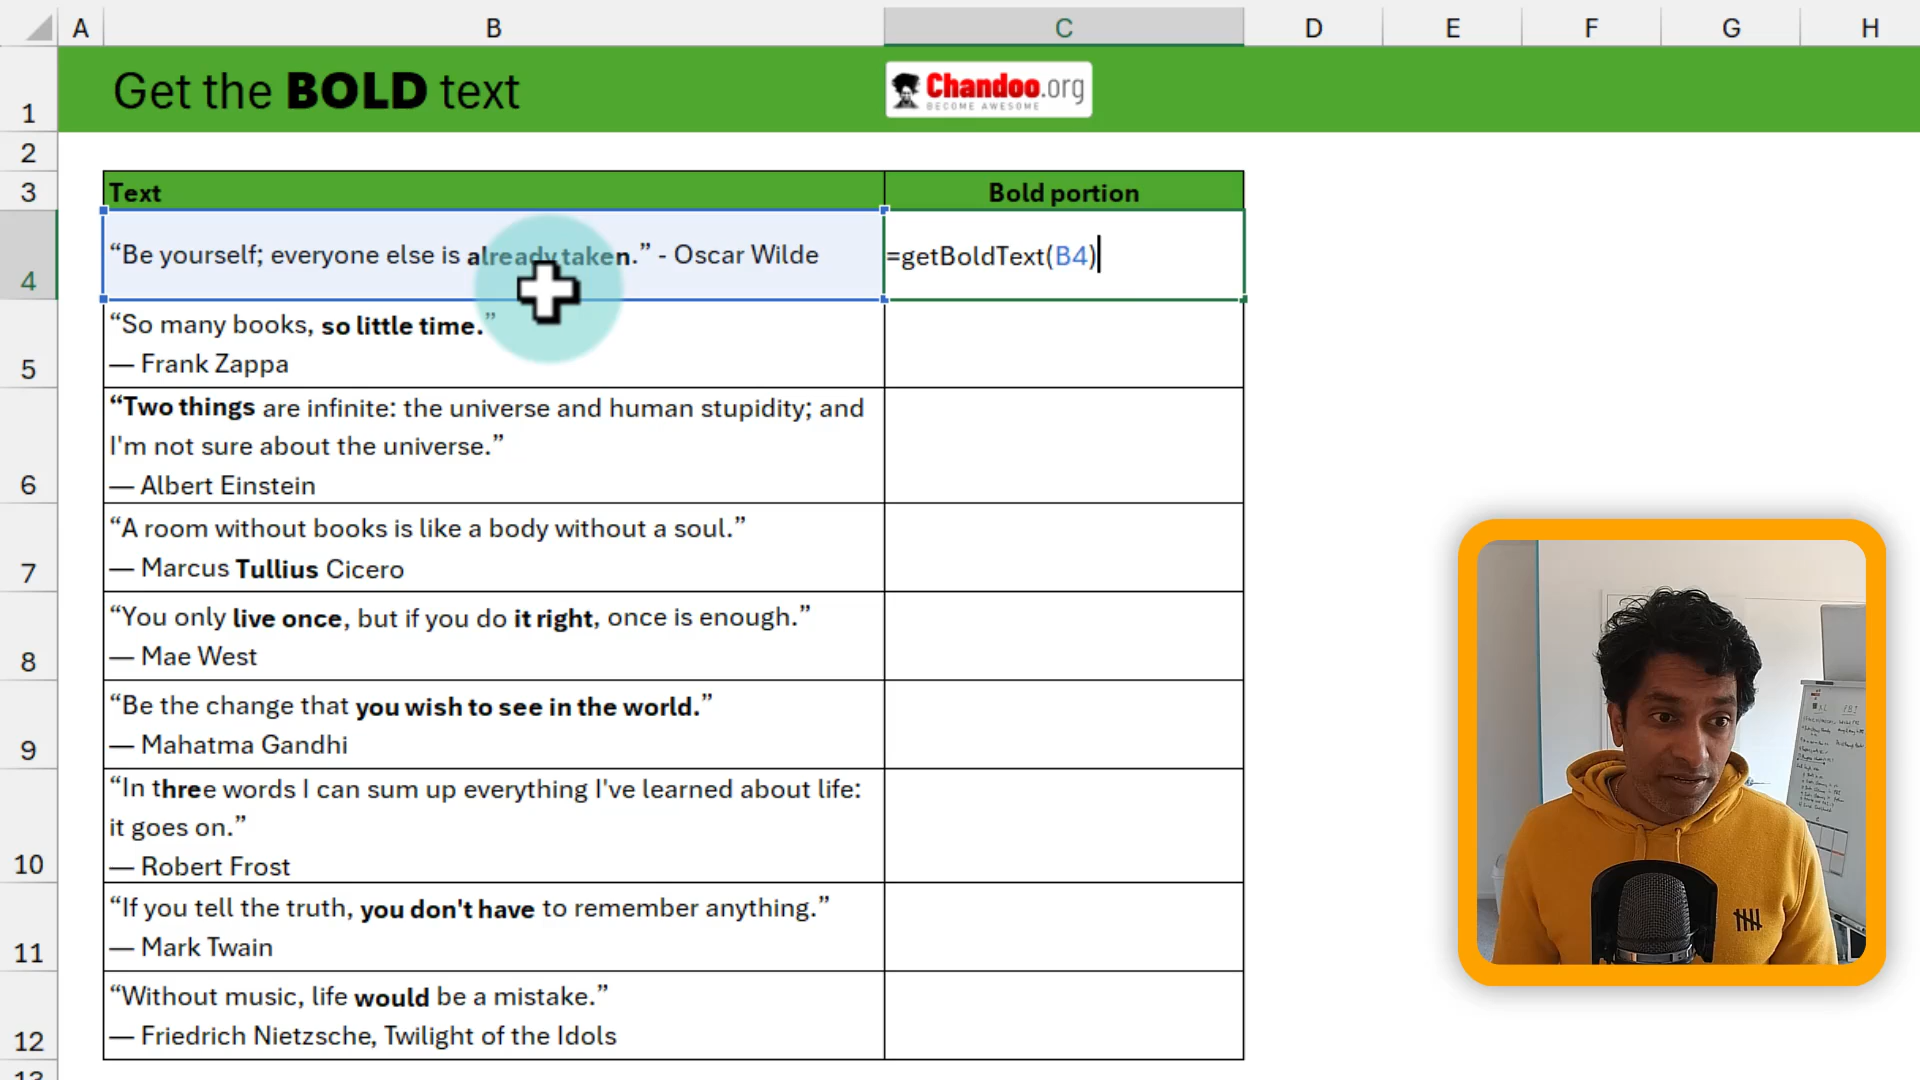 A B C D E F G H
1 Get the BOLD text Chandoo.org
BECOME AWESOME
2
3 Text Bold portion
4 “Be yourself; everyone else is already taken.” - Oscar Wilde =getBoldText(B4)
5 “So many books, so little time.”
— Frank Zappa
6 “Two things are infinite: the universe and human stupidity; and
I'm not sure about the universe.”
— Albert Einstein
7 “A room without books is like a body without a soul.”
— Marcus Tullius Cicero
8 “You only live once, but if you do it right, once is enough.”
— Mae West
9 “Be the change that you wish to see in the world.”
— Mahatma Gandhi
10 “In three words I can sum up everything I've learned about life:
it goes on.”
— Robert Frost
11 “If you tell the truth, you don't have to remember anything.”
— Mark Twain
12 “Without music, life would be a mistake.”
— Friedrich Nietzsche, Twilight of the Idols
13